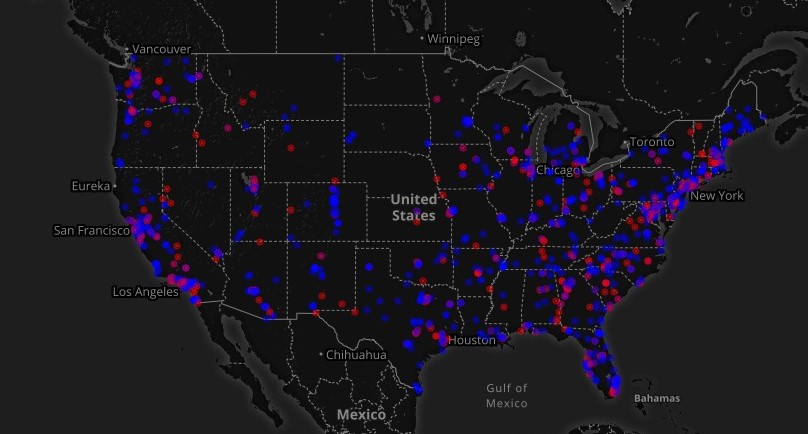 Vancouver
Winnipeg
Toronto
Chicago
Eureka
United
States
New York
San Francisco
Los Angeles
Houston
Chihuahua
Gulf of
Mexico
Bahamas
Mexico